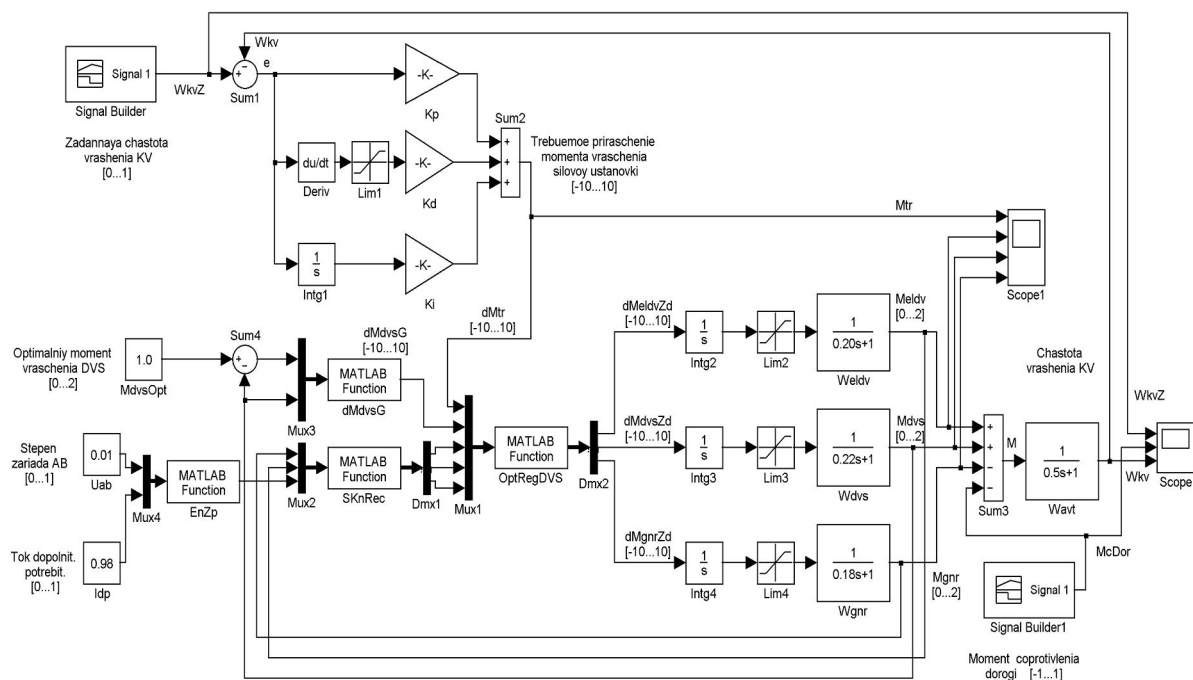 Signal 1
Signal Builder
Zadannaya chastota
vrashenia KV
[0...1]
WkvZ
Wkv
e
+
−
Sum1
-K-
Kp
du/dt
Deriv
Lim1
-K-
Kd
1
s
Intg1
-K-
Ki
Sum2
+
+
+
Trebuemoe priraschenie
momenta vraschenia
silovoy ustanovki
[-10...10]
Mtr
Scope1
dMtr
[-10...10]
Optimalniy moment
vraschenia DVS
[0...2]
1.0
MdvsOpt
Sum4
+
−
Mux3
dMdvsG
[-10...10]
MATLAB
Function
dMdvsG
Stepen
zariada AB
[0...1]
0.01
Uab
Tok dopolnit.
potrebit.
[0...1]
0.98
Idp
Mux4
MATLAB
Function
EnZp
Mux2
MATLAB
Function
SKnRec
Dmx1
Mux1
MATLAB
Function
OptRegDVS
Dmx2
dMeldvZd
[-10...10]
1
s
Intg2
Lim2
1
0.20s+1
Weldv
Meldv
[0...2]
dMdvsZd
[-10...10]
1
s
Intg3
Lim3
1
0.22s+1
Wdvs
Mdvs
[0...2]
dMgnrZd
[-10...10]
1
s
Intg4
Lim4
1
0.18s+1
Wgnr
Mgnr
[0...2]
+
+
−
−
Sum3
M
Chastota
vrashenia KV
1
0.5s+1
Wavt
WkvZ
Wkv
Scope
McDor
Signal 1
Signal Builder1
Moment coprotivlenia
dorogi [-1...1]